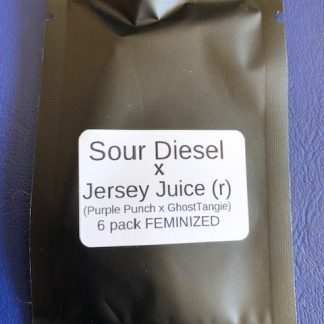 Sour Diesel
x
Jersey Juice (r)
(Purple Punch x GhostTangie)
6 pack FEMINIZED